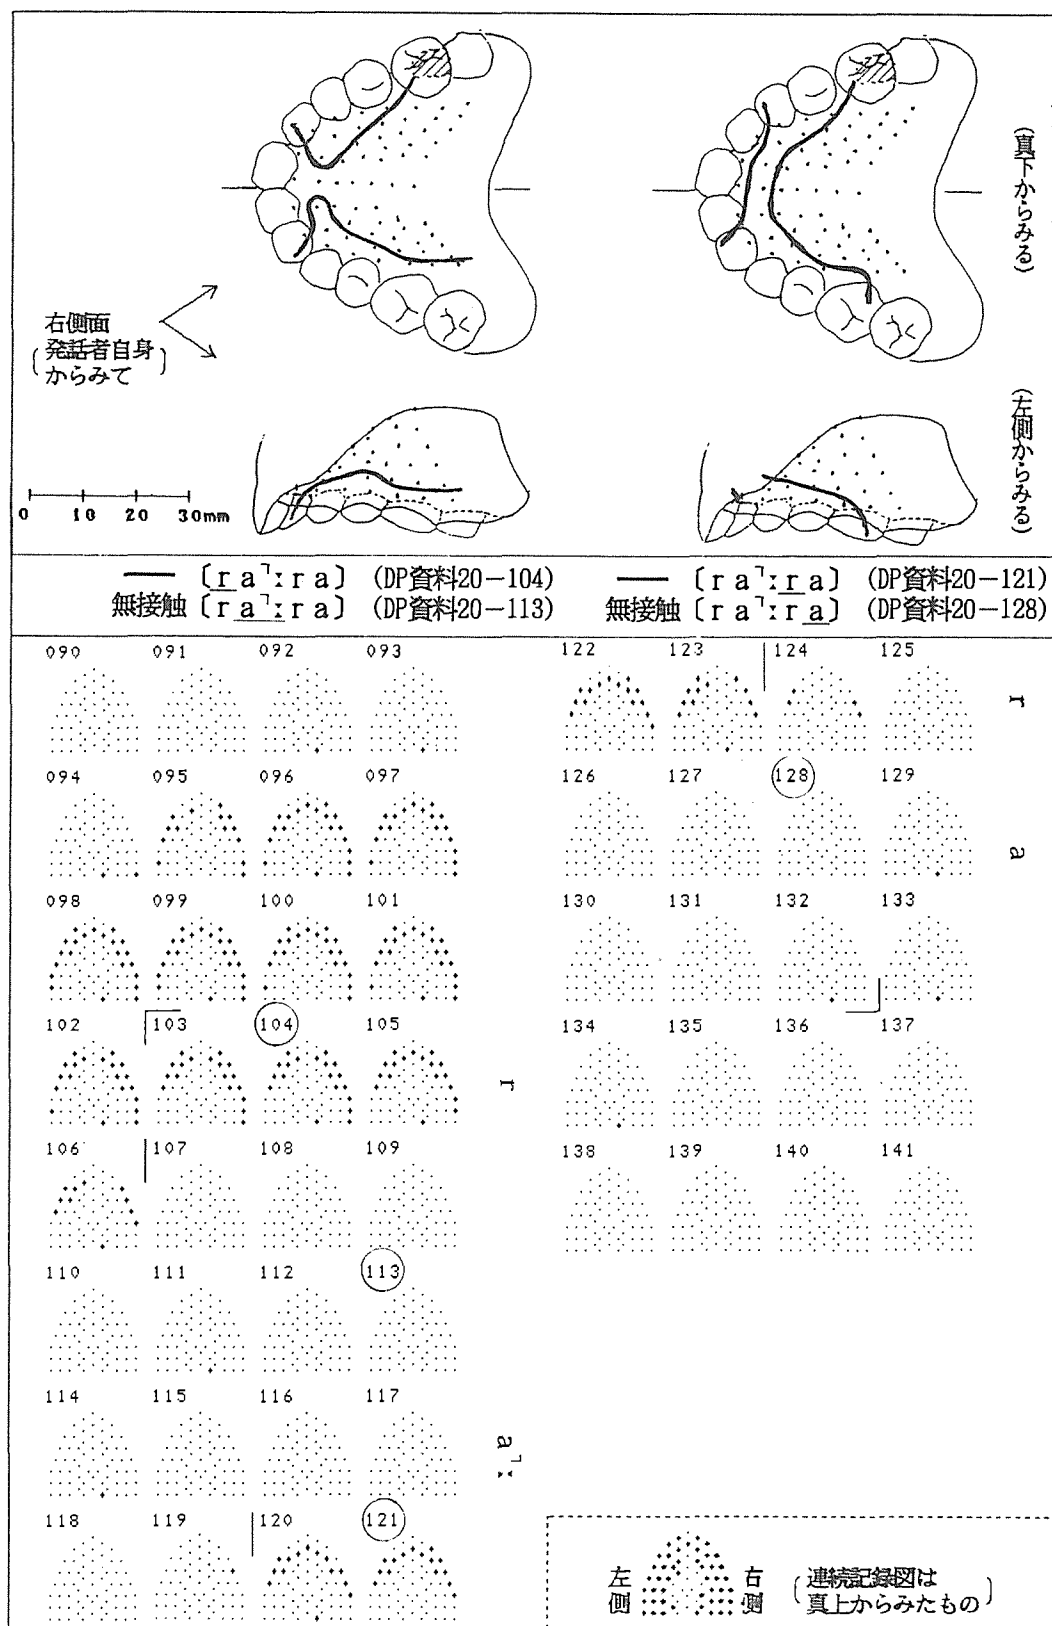 (真下からみる)
右側面
(発話者自身)
からみて
(左側からみる)
0 10 20 30mm
━━ 〔ra˥ːra〕 (DP資料20-104)
無接触 〔ra˥ːra〕 (DP資料20-113)
━━ 〔ra˥ːra〕 (DP資料20-121)
無接触 〔ra˥ːra〕 (DP資料20-128)
090 091 092 093
094 095 096 097
098 099 100 101
102 103 104 105
r
106 107 108 109
110 111 112 113
114 115 116 117
a˥ː
118 119 120 121
122 123 124 125
r
126 127 128 129
a
130 131 132 133
134 135 136 137
138 139 140 141
左側 右側
(連続記録図は
真上からみたもの)